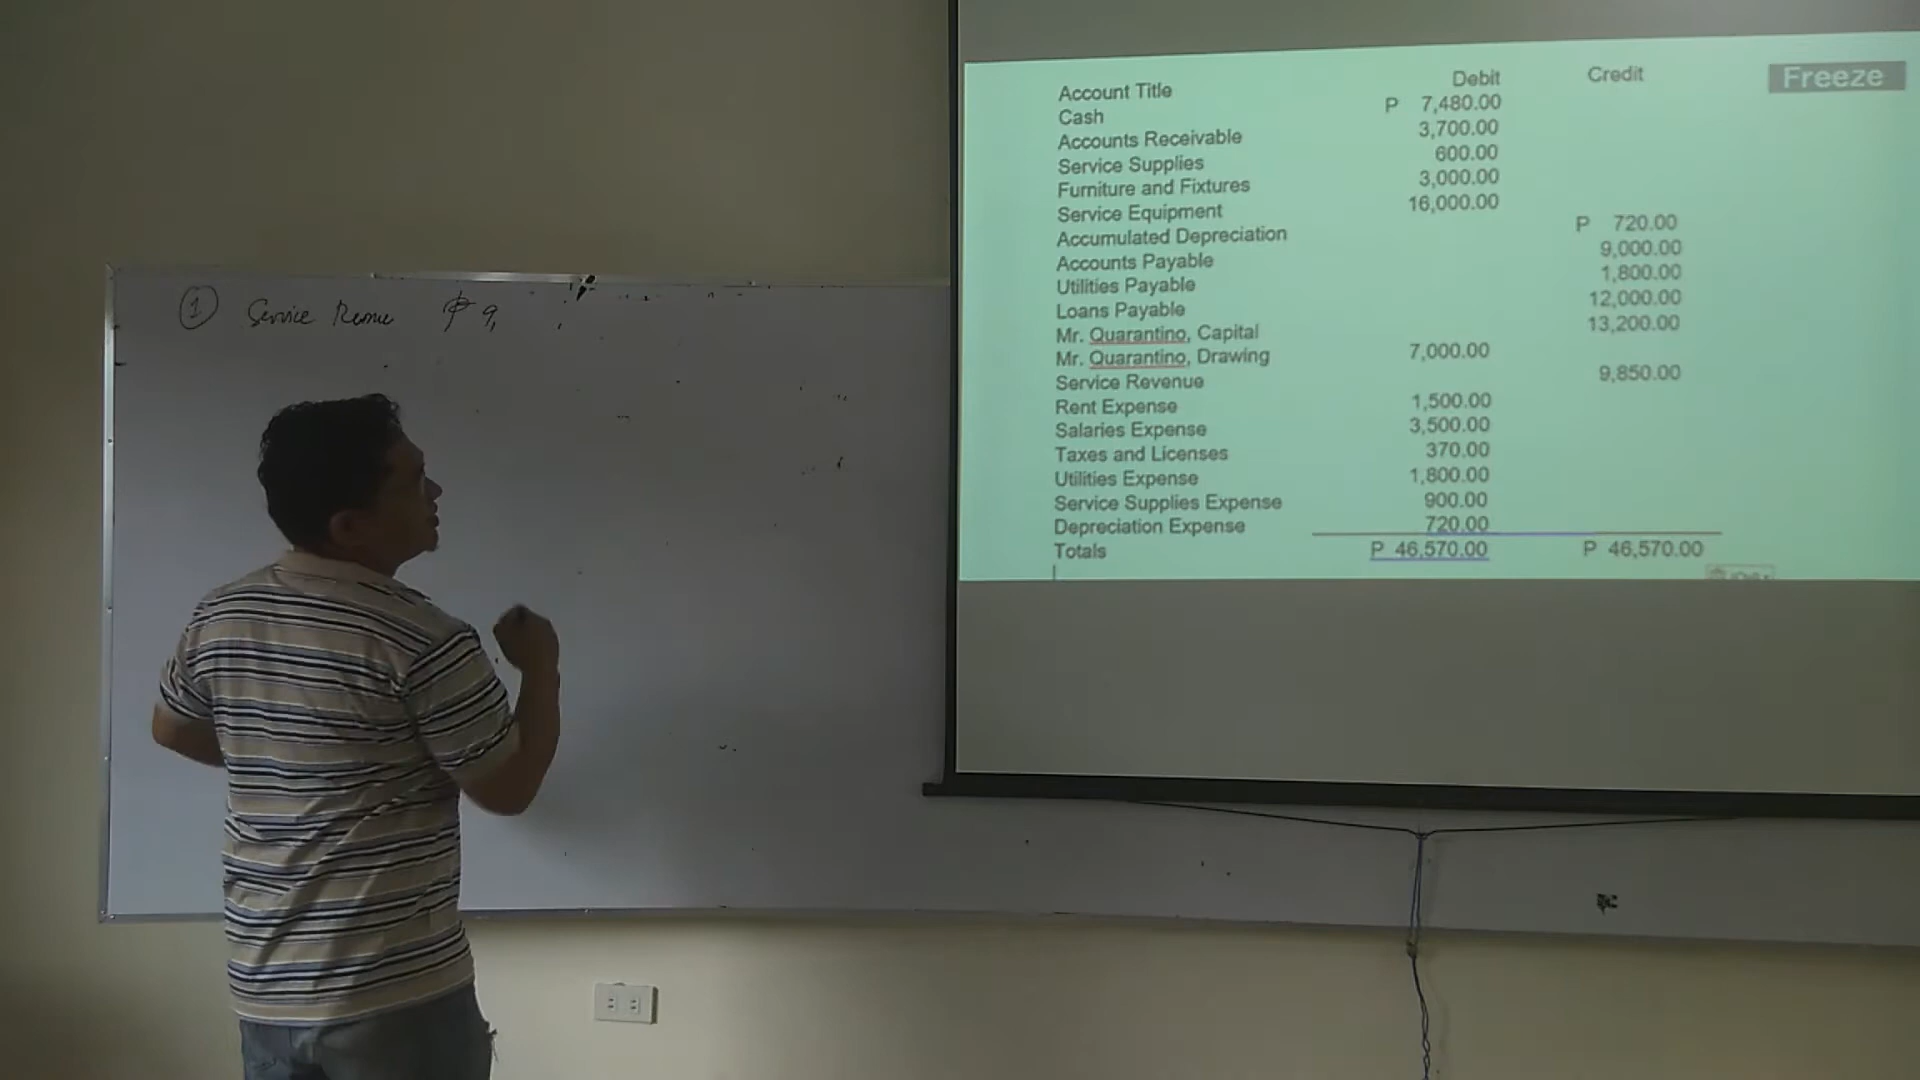 ① Service Revenue ₱ 9,
Account Title Debit Credit
Cash P 7,480.00
Accounts Receivable 3,700.00
Service Supplies 600.00
Furniture and Fixtures 3,000.00
Service Equipment 16,000.00
Accumulated Depreciation P 720.00
Accounts Payable 9,000.00
Utilities Payable 1,800.00
Loans Payable 12,000.00
Mr. Quarantino, Capital 13,200.00
Mr. Quarantino, Drawing 7,000.00
Service Revenue 9,850.00
Rent Expense 1,500.00
Salaries Expense 3,500.00
Taxes and Licenses 370.00
Utilities Expense 1,800.00
Service Supplies Expense 900.00
Depreciation Expense 720.00
Totals P 46,570.00 P 46,570.00
Freeze